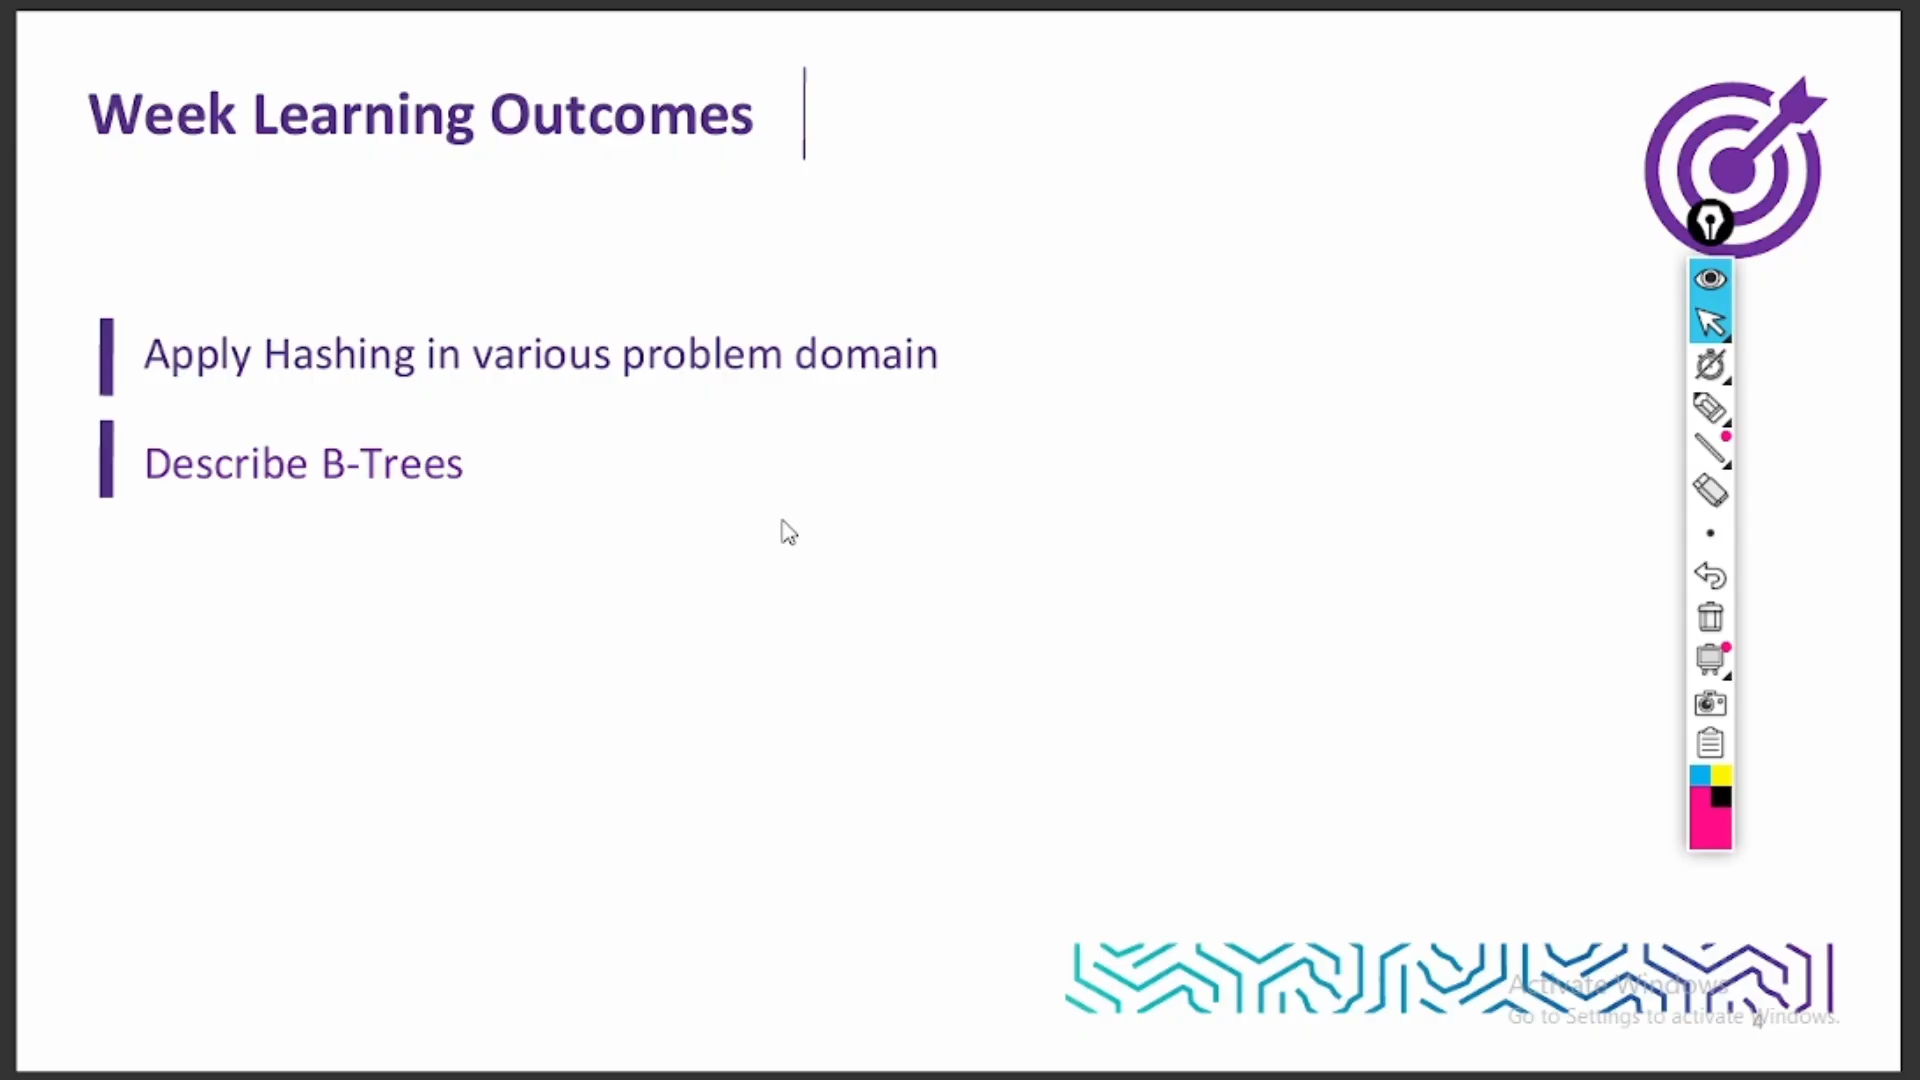 Week Learning Outcomes
Apply Hashing in various problem domain
Describe B-Trees
Activate Windows
Go to Settings to activate Windows.
4